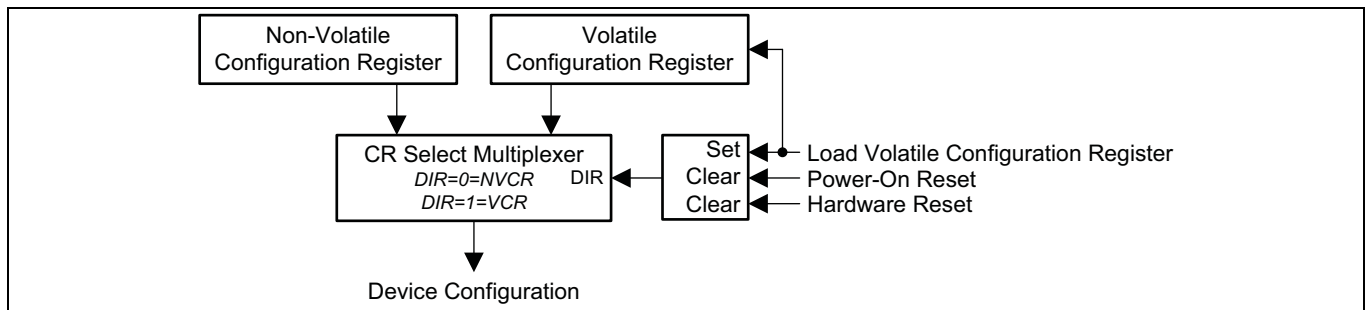 Non-Volatile
Configuration Register
Volatile
Configuration Register
CR Select Multiplexer
DIR=0=NVCR
DIR=1=VCR
DIR
Set
Clear
Clear
Load Volatile Configuration Register
Power-On Reset
Hardware Reset
Device Configuration